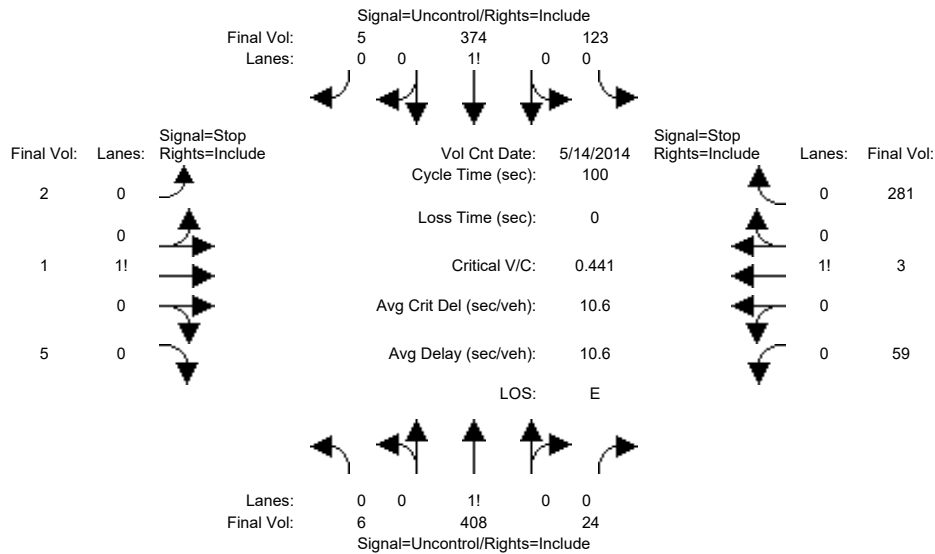 Signal=Uncontrol/Rights=Include
Final Vol: 5 374 123
Lanes: 0 0 1! 0 0
Signal=Stop
Final Vol: Lanes: Rights=Include
Vol Cnt Date: 5/14/2014
Signal=Stop
Rights=Include Lanes: Final Vol:
Cycle Time (sec): 100
2 0
0 281
Loss Time (sec): 0
0
0
1 1!
Critical V/C: 0.441
1! 3
0
Avg Crit Del (sec/veh): 10.6
0
5 0
Avg Delay (sec/veh): 10.6
0 59
LOS: E
Lanes: 0 0 1! 0 0
Final Vol: 6 408 24
Signal=Uncontrol/Rights=Include